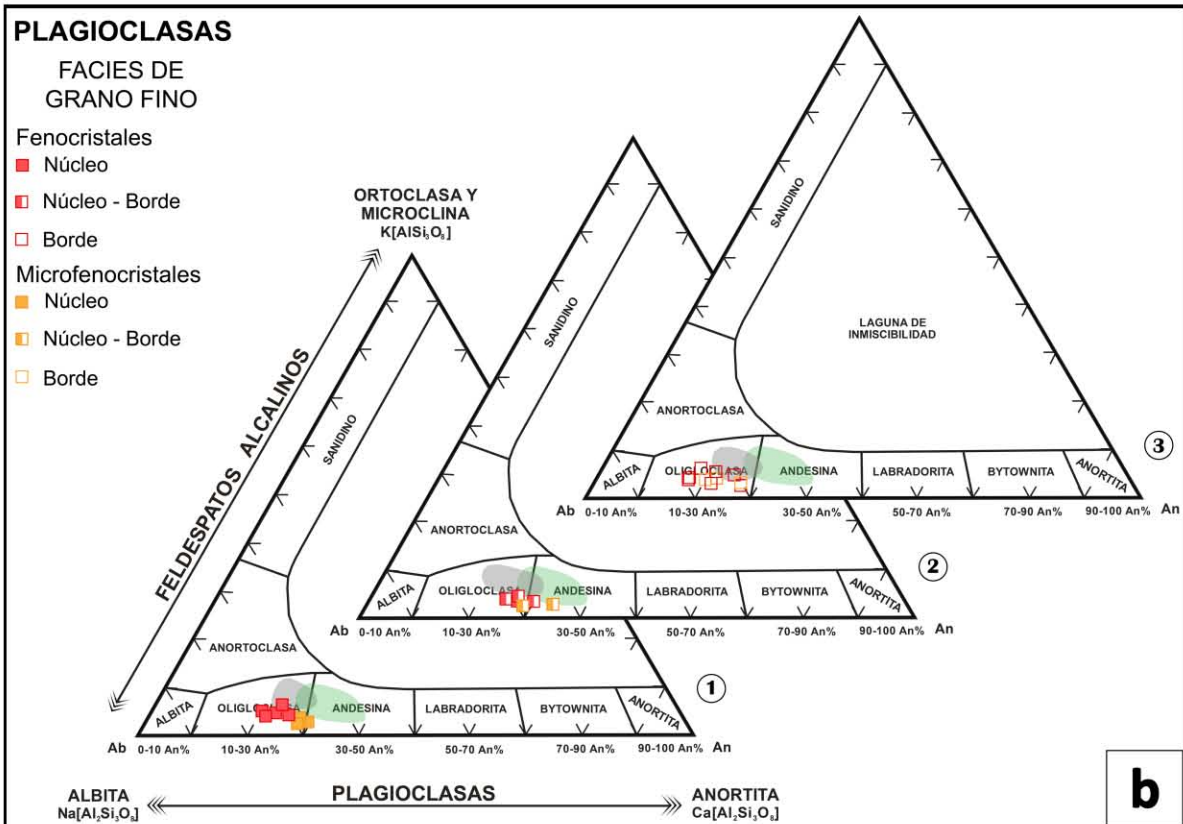 PLAGIOCLASAS
FACIES DE
GRANO FINO
Fenocristales
Núcleo
Núcleo - Borde
Borde
Microfenocristales
Núcleo
Núcleo - Borde
Borde
ORTOCLASA Y
MICROCLINA
K[AlSi₃O₈]
FELDESPATOS ALCALINOS
SANIDINO
ANORTOCLASA
LAGUNA DE
INMISCIBILIDAD
ALBITA
OLIGLOCLASA
ANDESINA
LABRADORITA
BYTOWNITA
ANORTITA
3
Ab
0-10 An%
10-30 An%
30-50 An%
50-70 An%
70-90 An%
90-100 An%
An
SANIDINO
ANORTOCLASA
ALBITA
OLIGLOCLASA
ANDESINA
LABRADORITA
BYTOWNITA
ANORTITA
2
Ab
0-10 An%
10-30 An%
30-50 An%
50-70 An%
70-90 An%
90-100 An%
An
SANIDINO
ANORTOCLASA
ALBITA
OLIGLOCLASA
ANDESINA
LABRADORITA
BYTOWNITA
ANORTITA
1
Ab
0-10 An%
10-30 An%
30-50 An%
50-70 An%
70-90 An%
90-100 An%
An
ALBITA
Na[Al₂Si₃O₈]
PLAGIOCLASAS
ANORTITA
Ca[Al₂Si₃O₈]
b